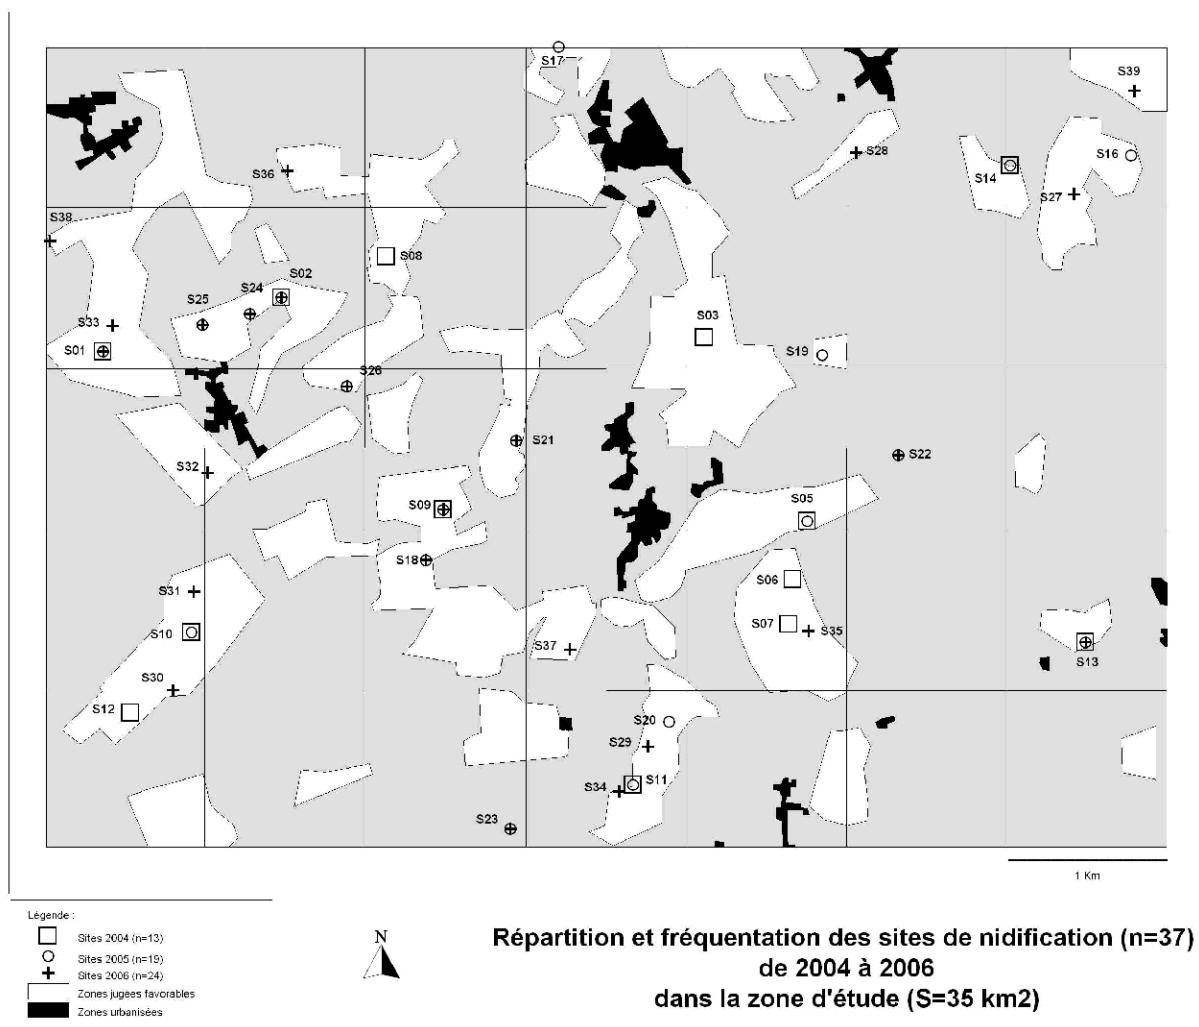 S17
S39
S28
S16
S36
S14
S27
S38
S08
S02
S24
S25
S03
S33
S01
S19
S26
S21
S22
S32
S05
S09
S18
S06
S31
S07
S35
S10
S37
S13
S30
S12
S20
S29
S11
S34
S23
1 Km
Légende :
Sites 2004 (n=13)
Sites 2005 (n=19)
Sites 2006 (n=24)
Zones jugées favorables
Zones urbanisées
N
Répartition et fréquentation des sites de nidification (n=37)
de 2004 à 2006
dans la zone d'étude (S=35 km2)